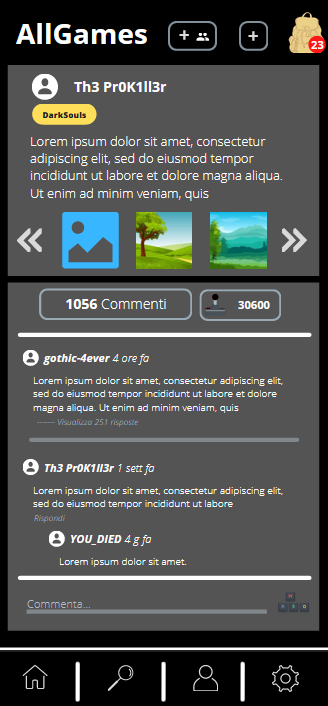 AllGames
+
+
23
Th3 Pr0K1ll3r
DarkSouls
Lorem ipsum dolor sit amet, consectetur
adipiscing elit, sed do eiusmod tempor
incididunt ut labore et dolore magna aliqua.
Ut enim ad minim veniam, quis
1056 Commenti
30600
gothic-4ever 4 ore fa
Lorem ipsum dolor sit amet, consectetur adipiscing elit,
sed do eiusmod tempor incididunt ut labore et dolore
magna aliqua. Ut enim ad minim veniam, quis
------- Visualizza 251 risposte
Th3 Pr0K1ll3r 1 sett fa
Lorem ipsum dolor sit amet, consectetur adipiscing elit,
sed do eiusmod tempor incididunt ut labore
Rispondi
YOU_DIED 4 g fa
Lorem ipsum dolor sit amet.
Commenta...